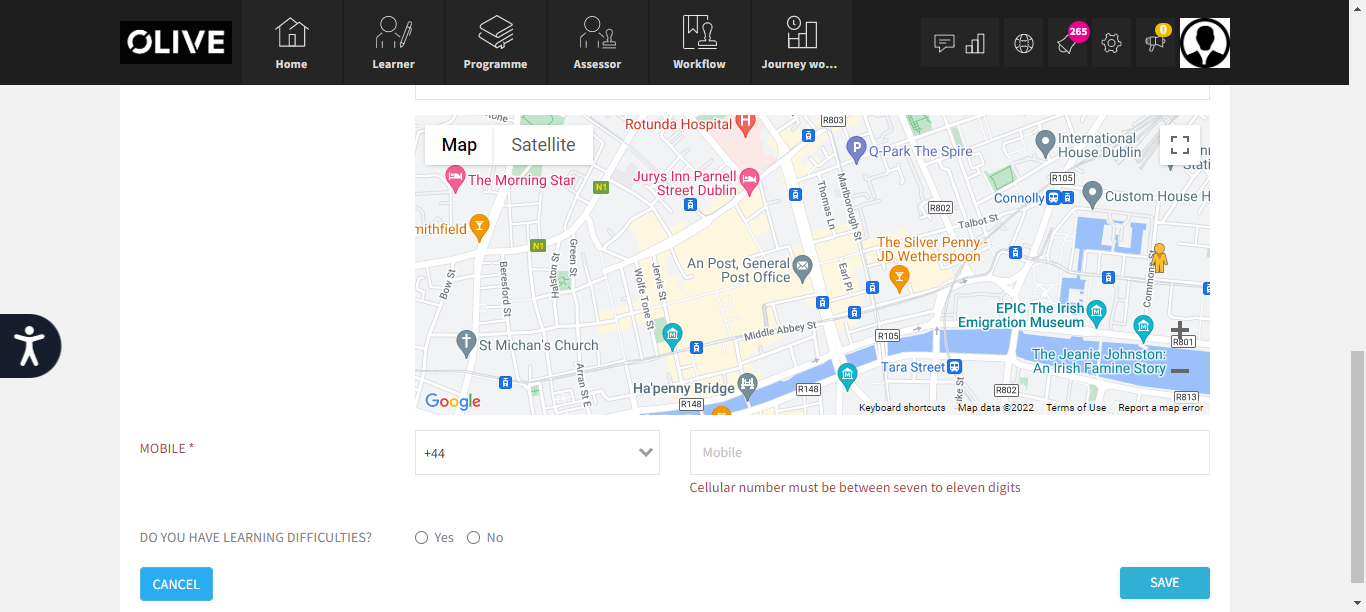 OLIVE
Home
Learner
Programme
Assessor
Workflow
Journey wo...
265
0
Map
Satellite
Rotunda Hospital
H
R803
P
Q-Park The Spire
International
House Dublin
The Morning Star
N1
Jurys Inn Parnell
Street Dublin
R105
Connolly
Custom House H
Thomas Ln
Marlborough St
R802
Talbot St
mithfield
N1
Green St
The Silver Penny -
JD Wetherspoon
An Post, General
Post Office
Earl Pl
Bow St
Beresford St
Halston St
Wolfe Tone St
Jervis St
EPIC The Irish
Emigration Museum
Middle Abbey St
R105
R801
St Michan's Church
Arran St E
Tara Street
The Jeanie Johnston:
An Irish Famine Story
Ha'penny Bridge
R148
R148
R802
R813
Google
Keyboard shortcuts
Map data ©2022
Terms of Use
Report a map error
MOBILE *
+44
Mobile
Cellular number must be between seven to eleven digits
DO YOU HAVE LEARNING DIFFICULTIES?
Yes
No
CANCEL
SAVE